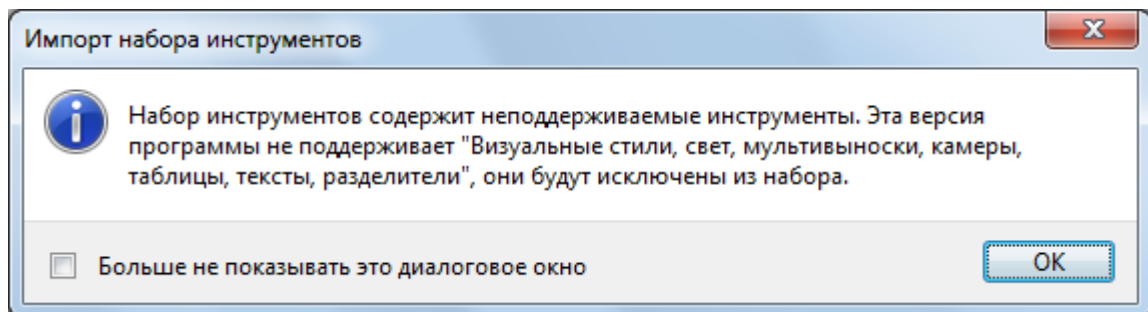 Импорт набора инструментов
Набор инструментов содержит неподдерживаемые инструменты. Эта версия
программы не поддерживает "Визуальные стили, свет, мультивыноски, камеры,
таблицы, тексты, разделители", они будут исключены из набора.
Больше не показывать это диалоговое окно
OK